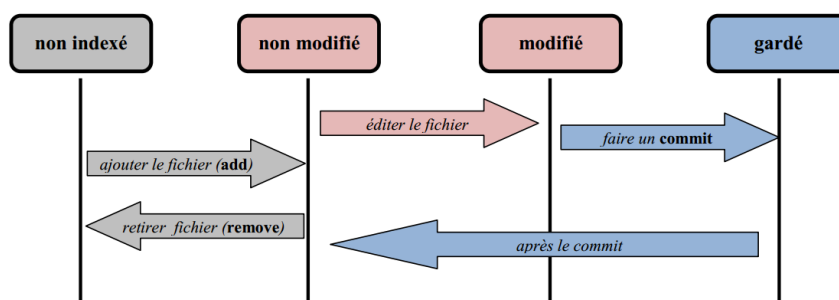 non indexé
non modifié
modifié
gardé
éditer le fichier
faire un commit
ajouter le fichier (add)
retirer fichier (remove)
après le commit